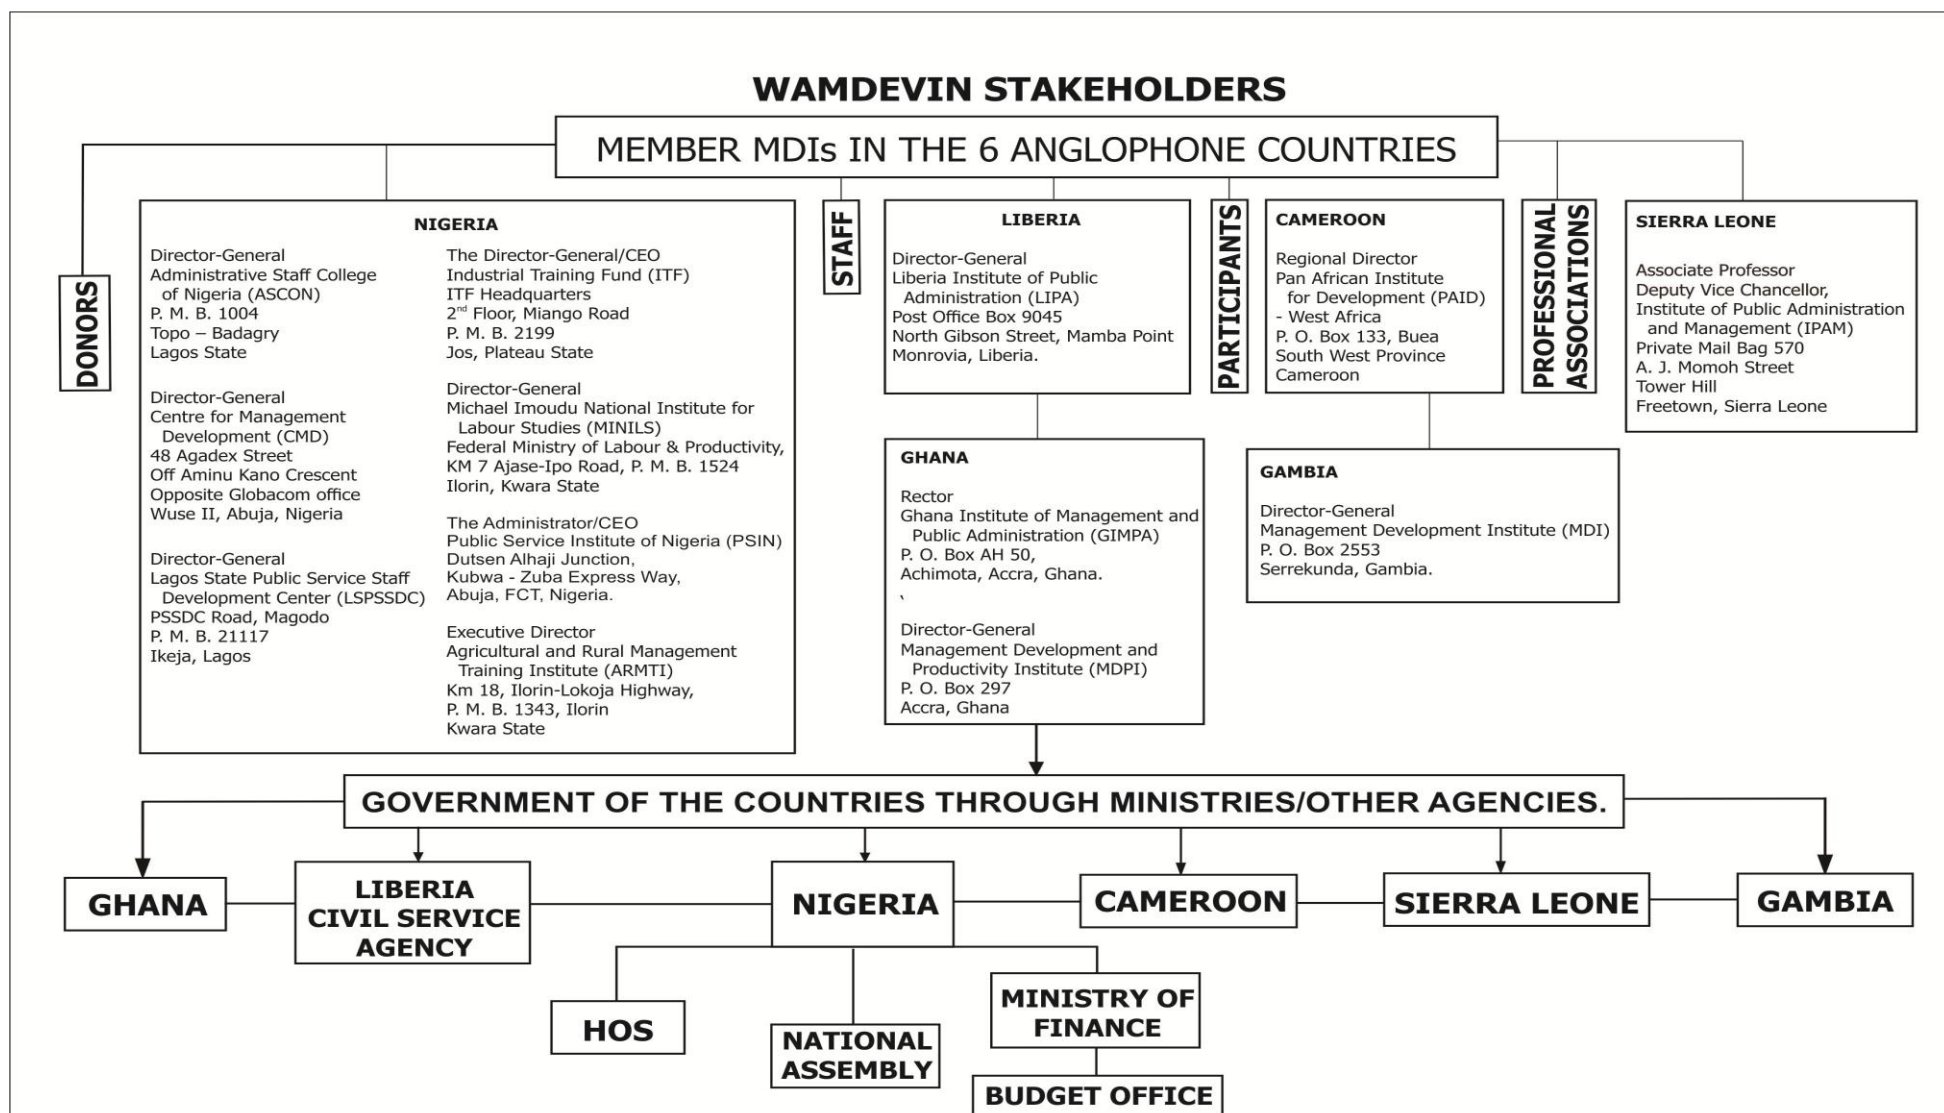 WAMDEVIN STAKEHOLDERS
MEMBER MDIs IN THE 6 ANGLOPHONE COUNTRIES
DONORS
NIGERIA
Director-General
Administrative Staff College
of Nigeria (ASCON)
P. M. B. 1004
Topo – Badagry
Lagos State
Director-General
Centre for Management
Development (CMD)
48 Agadex Street
Off Aminu Kano Crescent
Opposite Globacom office
Wuse II, Abuja, Nigeria
Director-General
Lagos State Public Service Staff
Development Center (LSPSSDC)
PSSDC Road, Magodo
P. M. B. 21117
Ikeja, Lagos
The Director-General/CEO
Industrial Training Fund (ITF)
ITF Headquarters
2nd Floor, Miango Road
P. M. B. 2199
Jos, Plateau State
Director-General
Michael Imoudu National Institute for
Labour Studies (MINILS)
Federal Ministry of Labour & Productivity,
KM 7 Ajase-Ipo Road, P. M. B. 1524
Ilorin, Kwara State
The Administrator/CEO
Public Service Institute of Nigeria (PSIN)
Dutsen Alhaji Junction,
Kubwa - Zuba Express Way,
Abuja, FCT, Nigeria.
Executive Director
Agricultural and Rural Management
Training Institute (ARMTI)
Km 18, Ilorin-Lokoja Highway,
P. M. B. 1343, Ilorin
Kwara State
STAFF
LIBERIA
Director-General
Liberia Institute of Public
Administration (LIPA)
Post Office Box 9045
North Gibson Street, Mamba Point
Monrovia, Liberia.
GHANA
Rector
Ghana Institute of Management and
Public Administration (GIMPA)
P. O. Box AH 50,
Achimota, Accra, Ghana.
‘
Director-General
Management Development and
Productivity Institute (MDPI)
P. O. Box 297
Accra, Ghana
PARTICIPANTS
CAMEROON
Regional Director
Pan African Institute
for Development (PAID)
- West Africa
P. O. Box 133, Buea
South West Province
Cameroon
GAMBIA
Director-General
Management Development Institute (MDI)
P. O. Box 2553
Serrekunda, Gambia.
PROFESSIONAL
ASSOCIATIONS
SIERRA LEONE
Associate Professor
Deputy Vice Chancellor,
Institute of Public Administration
and Management (IPAM)
Private Mail Bag 570
A. J. Momoh Street
Tower Hill
Freetown, Sierra Leone
GOVERNMENT OF THE COUNTRIES THROUGH MINISTRIES/OTHER AGENCIES.
GHANA
LIBERIA
CIVIL SERVICE
AGENCY
NIGERIA
CAMEROON
SIERRA LEONE
GAMBIA
HOS
NATIONAL
ASSEMBLY
MINISTRY OF
FINANCE
BUDGET OFFICE